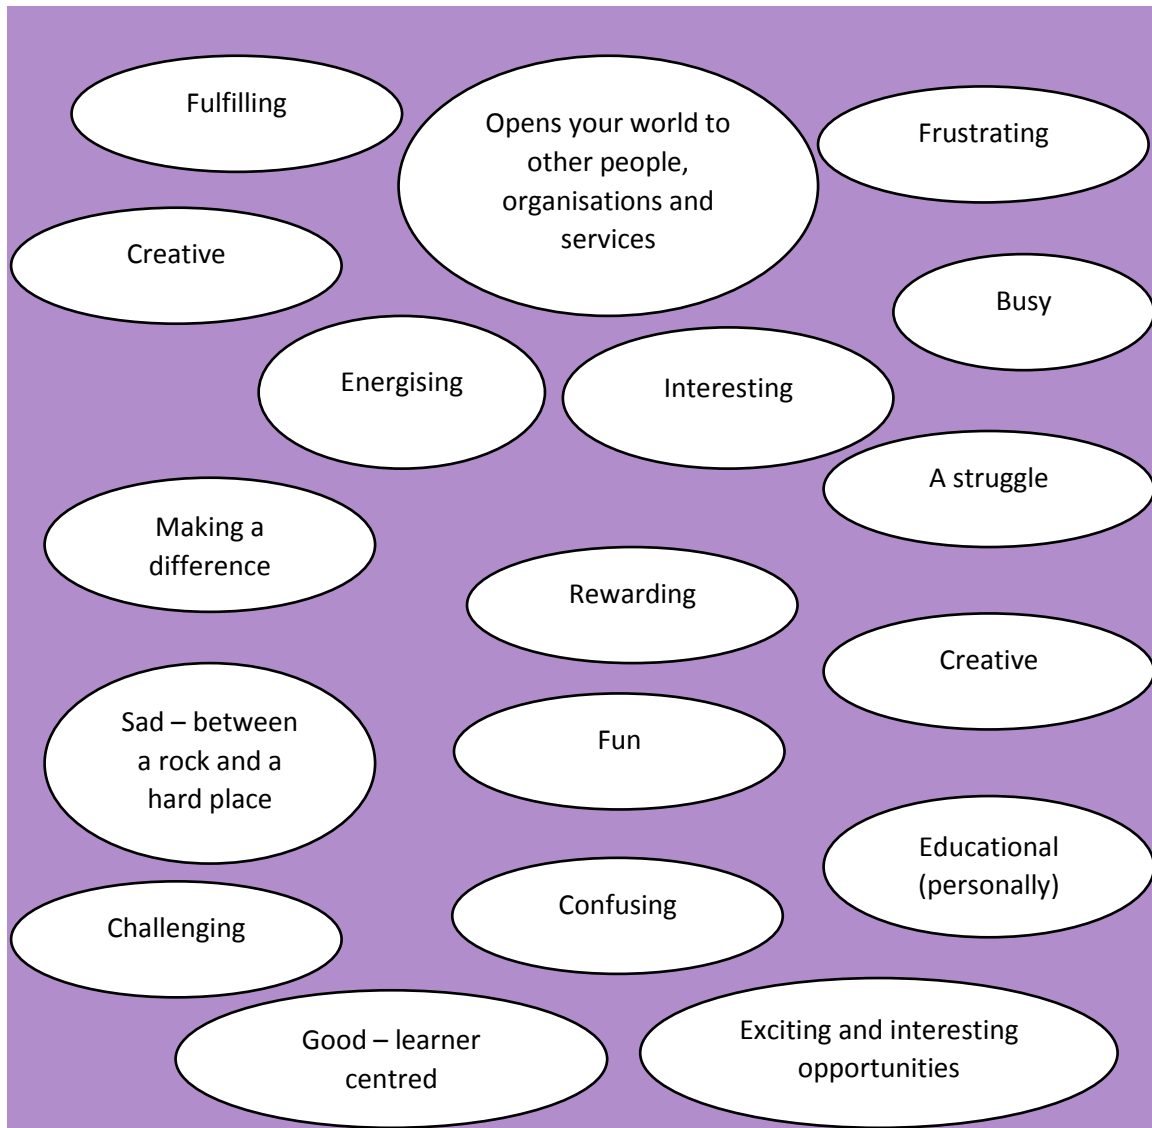 Fulfilling
Opens your world to
other people,
organisations and
services
Frustrating
Creative
Busy
Energising
Interesting
A struggle
Making a
difference
Rewarding
Creative
Sad – between
a rock and a
hard place
Fun
Educational
(personally)
Challenging
Confusing
Good – learner
centred
Exciting and interesting
opportunities